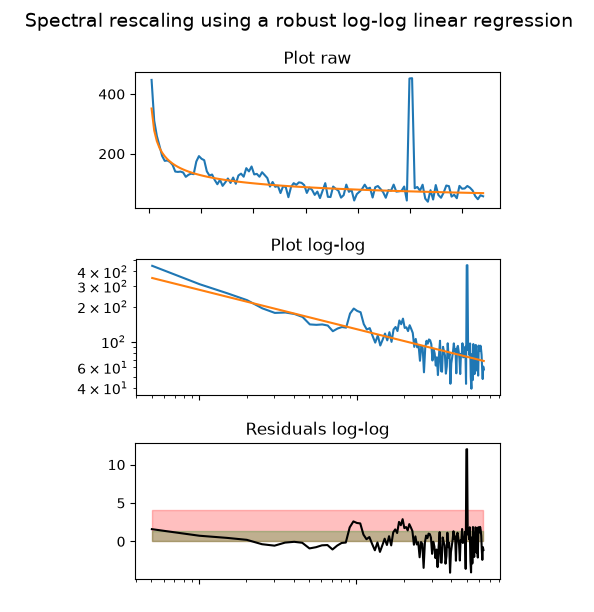 Spectral rescaling using a robust log-log linear regression
Plot raw
400
200
Plot log-log
4 × 10²
3 × 10²
2 × 10²
10²
6 × 10¹
4 × 10¹
Residuals log-log
10
5
0